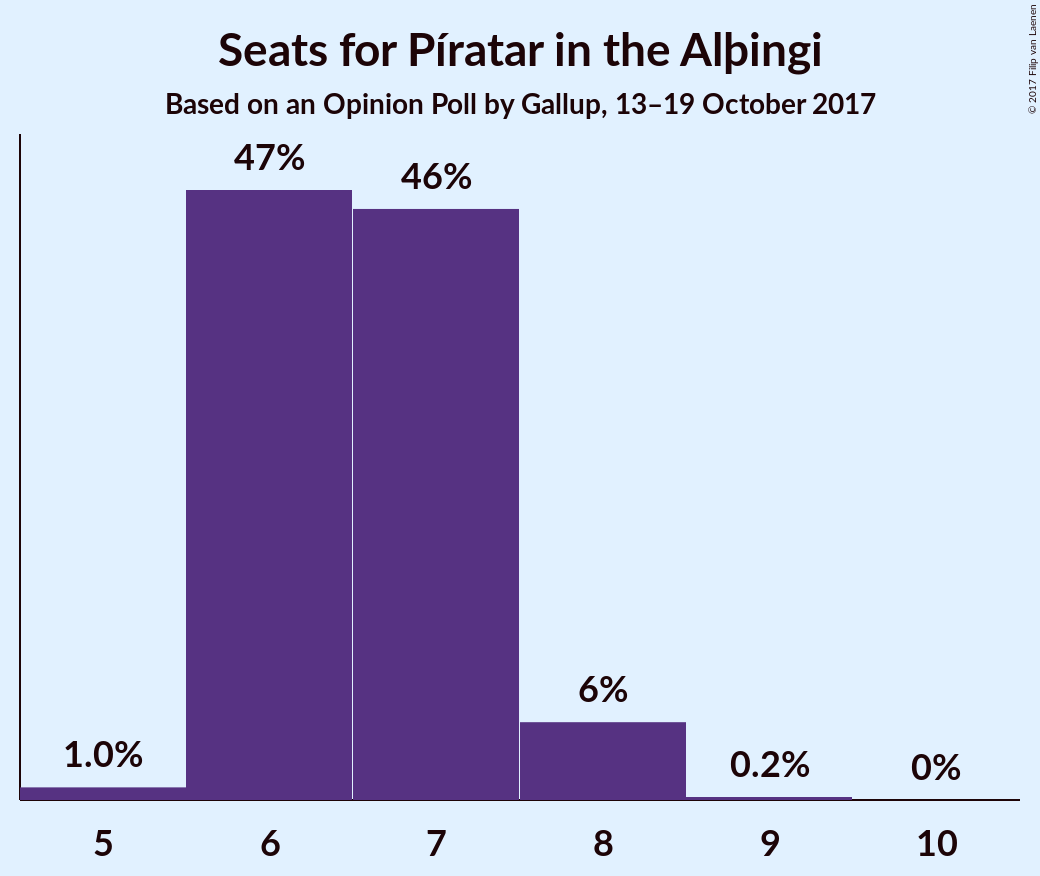 Seats for Píratar in the Alþingi
Based on an Opinion Poll by Gallup, 13–19 October 2017
© 2017 Filip van Laenen
47%
46%
6%
1.0%
0.2%
0%
5 6 7 8 9 10